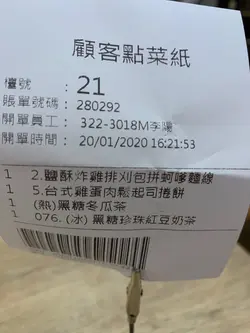 顧客點菜紙
檯號 : 21
賬單號碼 : 280292
開單員工 : 322-3018M李陽
開單時間 : 20/01/2020 16:21:53
1 2.鹽酥炸雞排刈包拼蚵嗲麵線
1 5.台式雞蛋肉鬆起司捲餅
1 (熱)黑糖冬瓜茶
1 076.(冰)黑糖珍珠紅豆奶茶